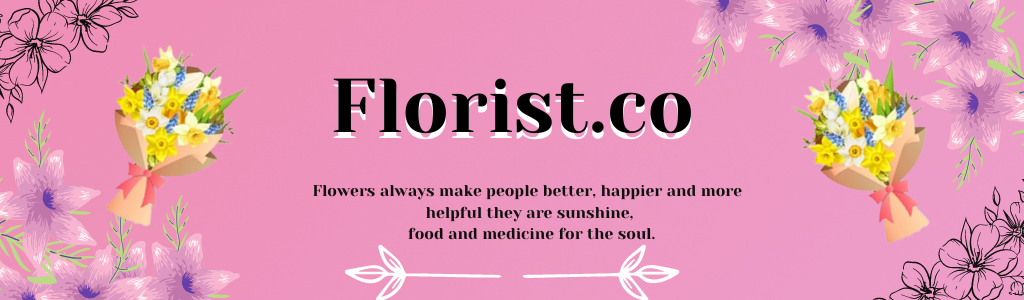 Florist.co
Flowers always make people better, happier and more
helpful they are sunshine,
food and medicine for the soul.